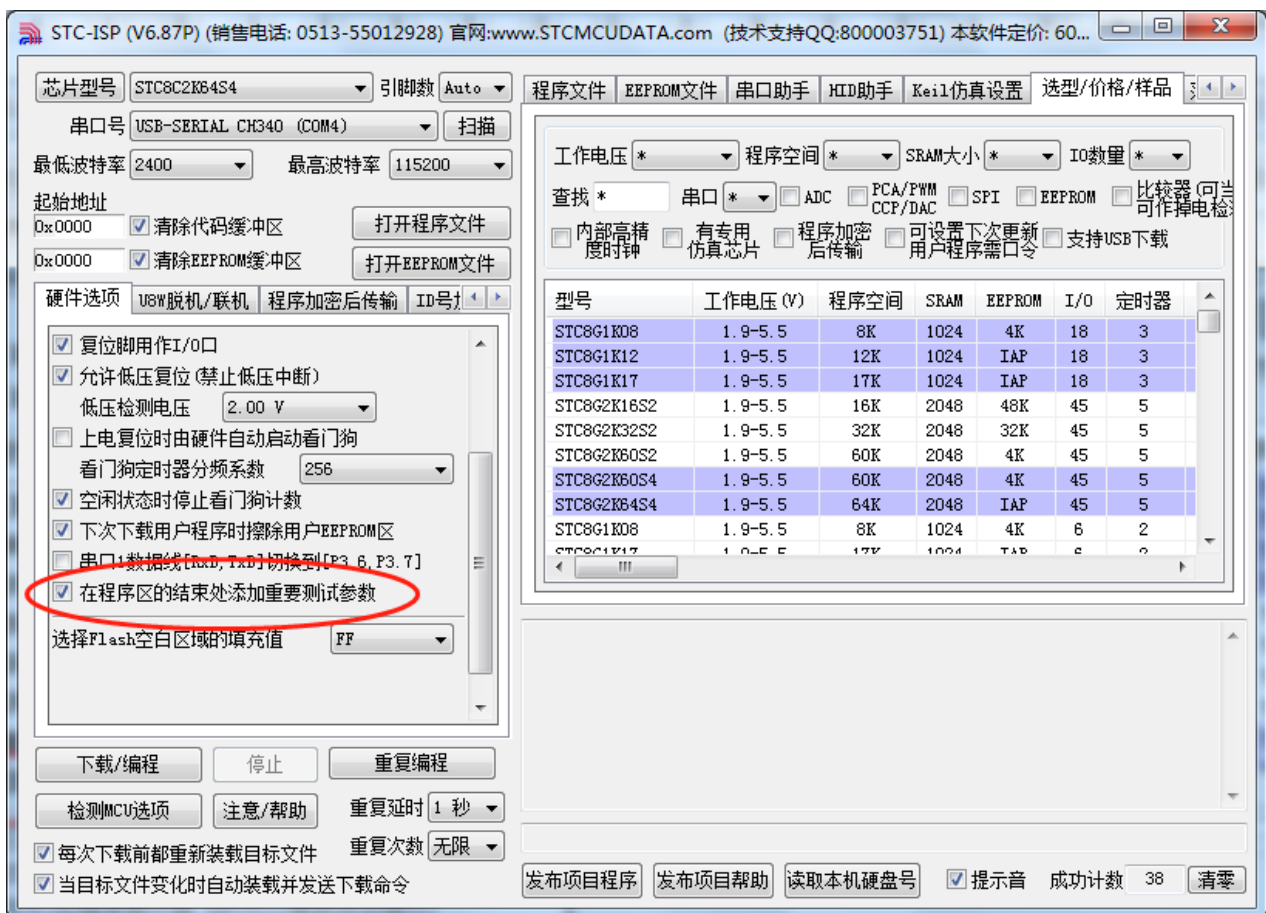 STC-ISP (V6.87P) (销售电话: 0513-55012928) 官网:www.STCMCUDATA.com (技术支持QQ:800003751) 本软件定价: 60...
芯片型号 STC8C2K64S4 引脚数 Auto
串口号 USB-SERIAL CH340 (COM4) 扫描
最低波特率 2400 最高波特率 115200
起始地址
0x0000 清除代码缓冲区 打开程序文件
0x0000 清除EEPROM缓冲区 打开EEPROM文件
硬件选项 U8W脱机/联机 程序加密后传输 ID号
复位脚用作I/O口
允许低压复位(禁止低压中断)
低压检测电压 2.00 V
上电复位时由硬件自动启动看门狗
看门狗定时器分频系数 256
空闲状态时停止看门狗计数
下次下载用户程序时擦除用户EEPROM区
串口1数据线[RxD,TxD]切换到[P3.6,P3.7]
在程序区的结束处添加重要测试参数
选择Flash空白区域的填充值 FF
下载/编程 停止 重复编程
检测MCU选项 注意/帮助 重复延时 1 秒
每次下载前都重新装载目标文件 重复次数 无限
当目标文件变化时自动装载并发送下载命令
程序文件 EEPROM文件 串口助手 HID助手 Keil仿真设置 选型/价格/样品
工作电压 * 程序空间 * SRAM大小 * IO数量 *
查找 * 串口 * ADC PCA/PWM CCP/DAC SPI EEPROM 比较器(可当可作掉电检
内部高精度时钟 有专用仿真芯片 程序加密后传输 可设置下次更新用户程序需口令 支持USB下载
型号 工作电压(V) 程序空间 SRAM EEPROM I/O 定时器
STC8G1K08 1.9-5.5 8K 1024 4K 18 3
STC8G1K12 1.9-5.5 12K 1024 IAP 18 3
STC8G1K17 1.9-5.5 17K 1024 IAP 18 3
STC8G2K16S2 1.9-5.5 16K 2048 48K 45 5
STC8G2K32S2 1.9-5.5 32K 2048 32K 45 5
STC8G2K60S2 1.9-5.5 60K 2048 4K 45 5
STC8G2K60S4 1.9-5.5 60K 2048 4K 45 5
STC8G2K64S4 1.9-5.5 64K 2048 IAP 45 5
STC8G1K08 1.9-5.5 8K 1024 4K 6 2
STC8G1K17 1.9-5.5 17K 1024 IAP 6 2
发布项目程序 发布项目帮助 读取本机硬盘号 提示音 成功计数 38 清零